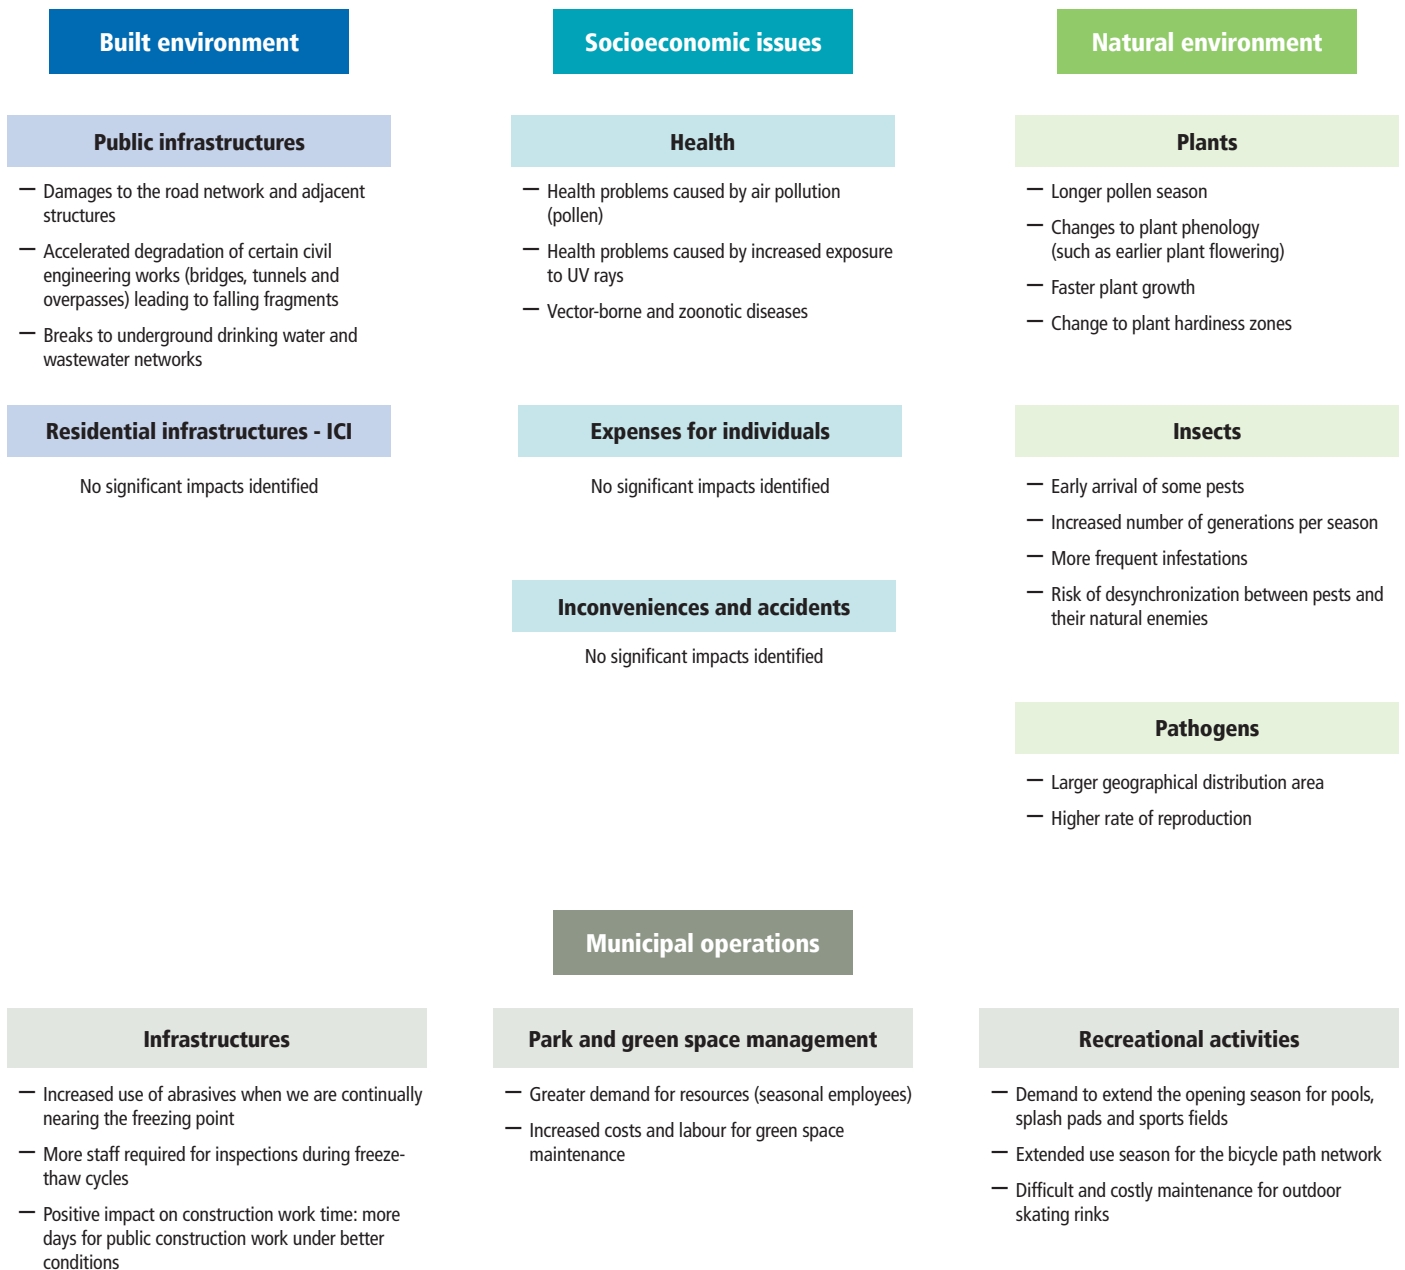 Built environment
Socioeconomic issues
Natural environment
Public infrastructures
— Damages to the road network and adjacent
structures
— Accelerated degradation of certain civil
engineering works (bridges, tunnels and
overpasses) leading to falling fragments
— Breaks to underground drinking water and
wastewater networks
Residential infrastructures - ICI
No significant impacts identified
Health
— Health problems caused by air pollution
(pollen)
— Health problems caused by increased exposure
to UV rays
— Vector-borne and zoonotic diseases
Expenses for individuals
No significant impacts identified
Inconveniences and accidents
No significant impacts identified
Plants
— Longer pollen season
— Changes to plant phenology
(such as earlier plant flowering)
— Faster plant growth
— Change to plant hardiness zones
Insects
— Early arrival of some pests
— Increased number of generations per season
— More frequent infestations
— Risk of desynchronization between pests and
their natural enemies
Pathogens
— Larger geographical distribution area
— Higher rate of reproduction
Municipal operations
Infrastructures
— Increased use of abrasives when we are continually
nearing the freezing point
— More staff required for inspections during freeze-
thaw cycles
— Positive impact on construction work time: more
days for public construction work under better
conditions
Park and green space management
— Greater demand for resources (seasonal employees)
— Increased costs and labour for green space
maintenance
Recreational activities
— Demand to extend the opening season for pools,
splash pads and sports fields
— Extended use season for the bicycle path network
— Difficult and costly maintenance for outdoor
skating rinks